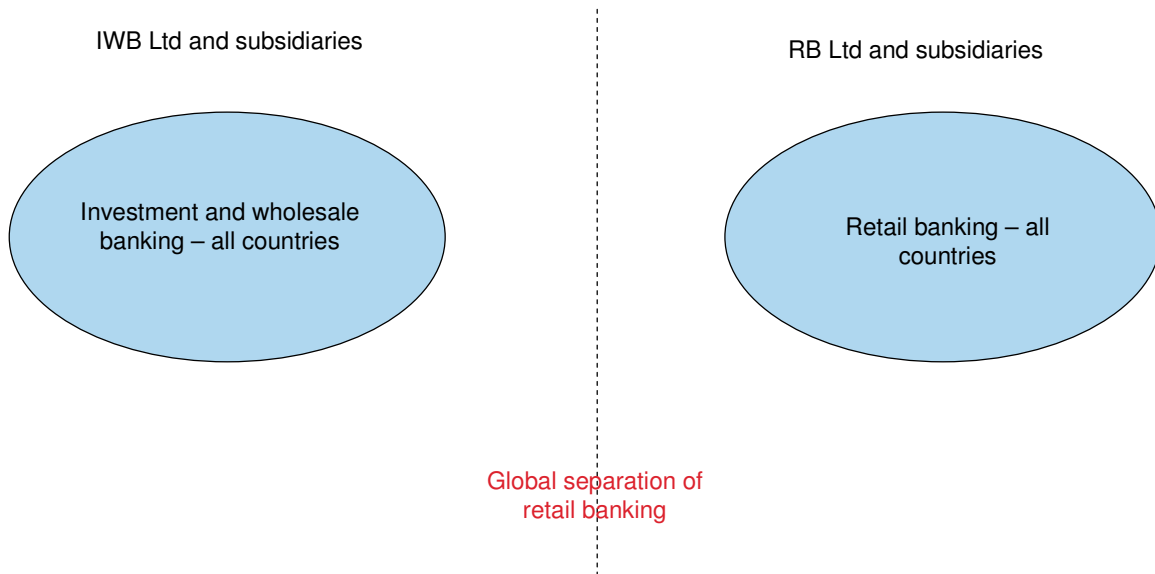 IWB Ltd and subsidiaries
RB Ltd and subsidiaries
Investment and wholesale
banking – all countries
Retail banking – all
countries
Global separation of
retail banking